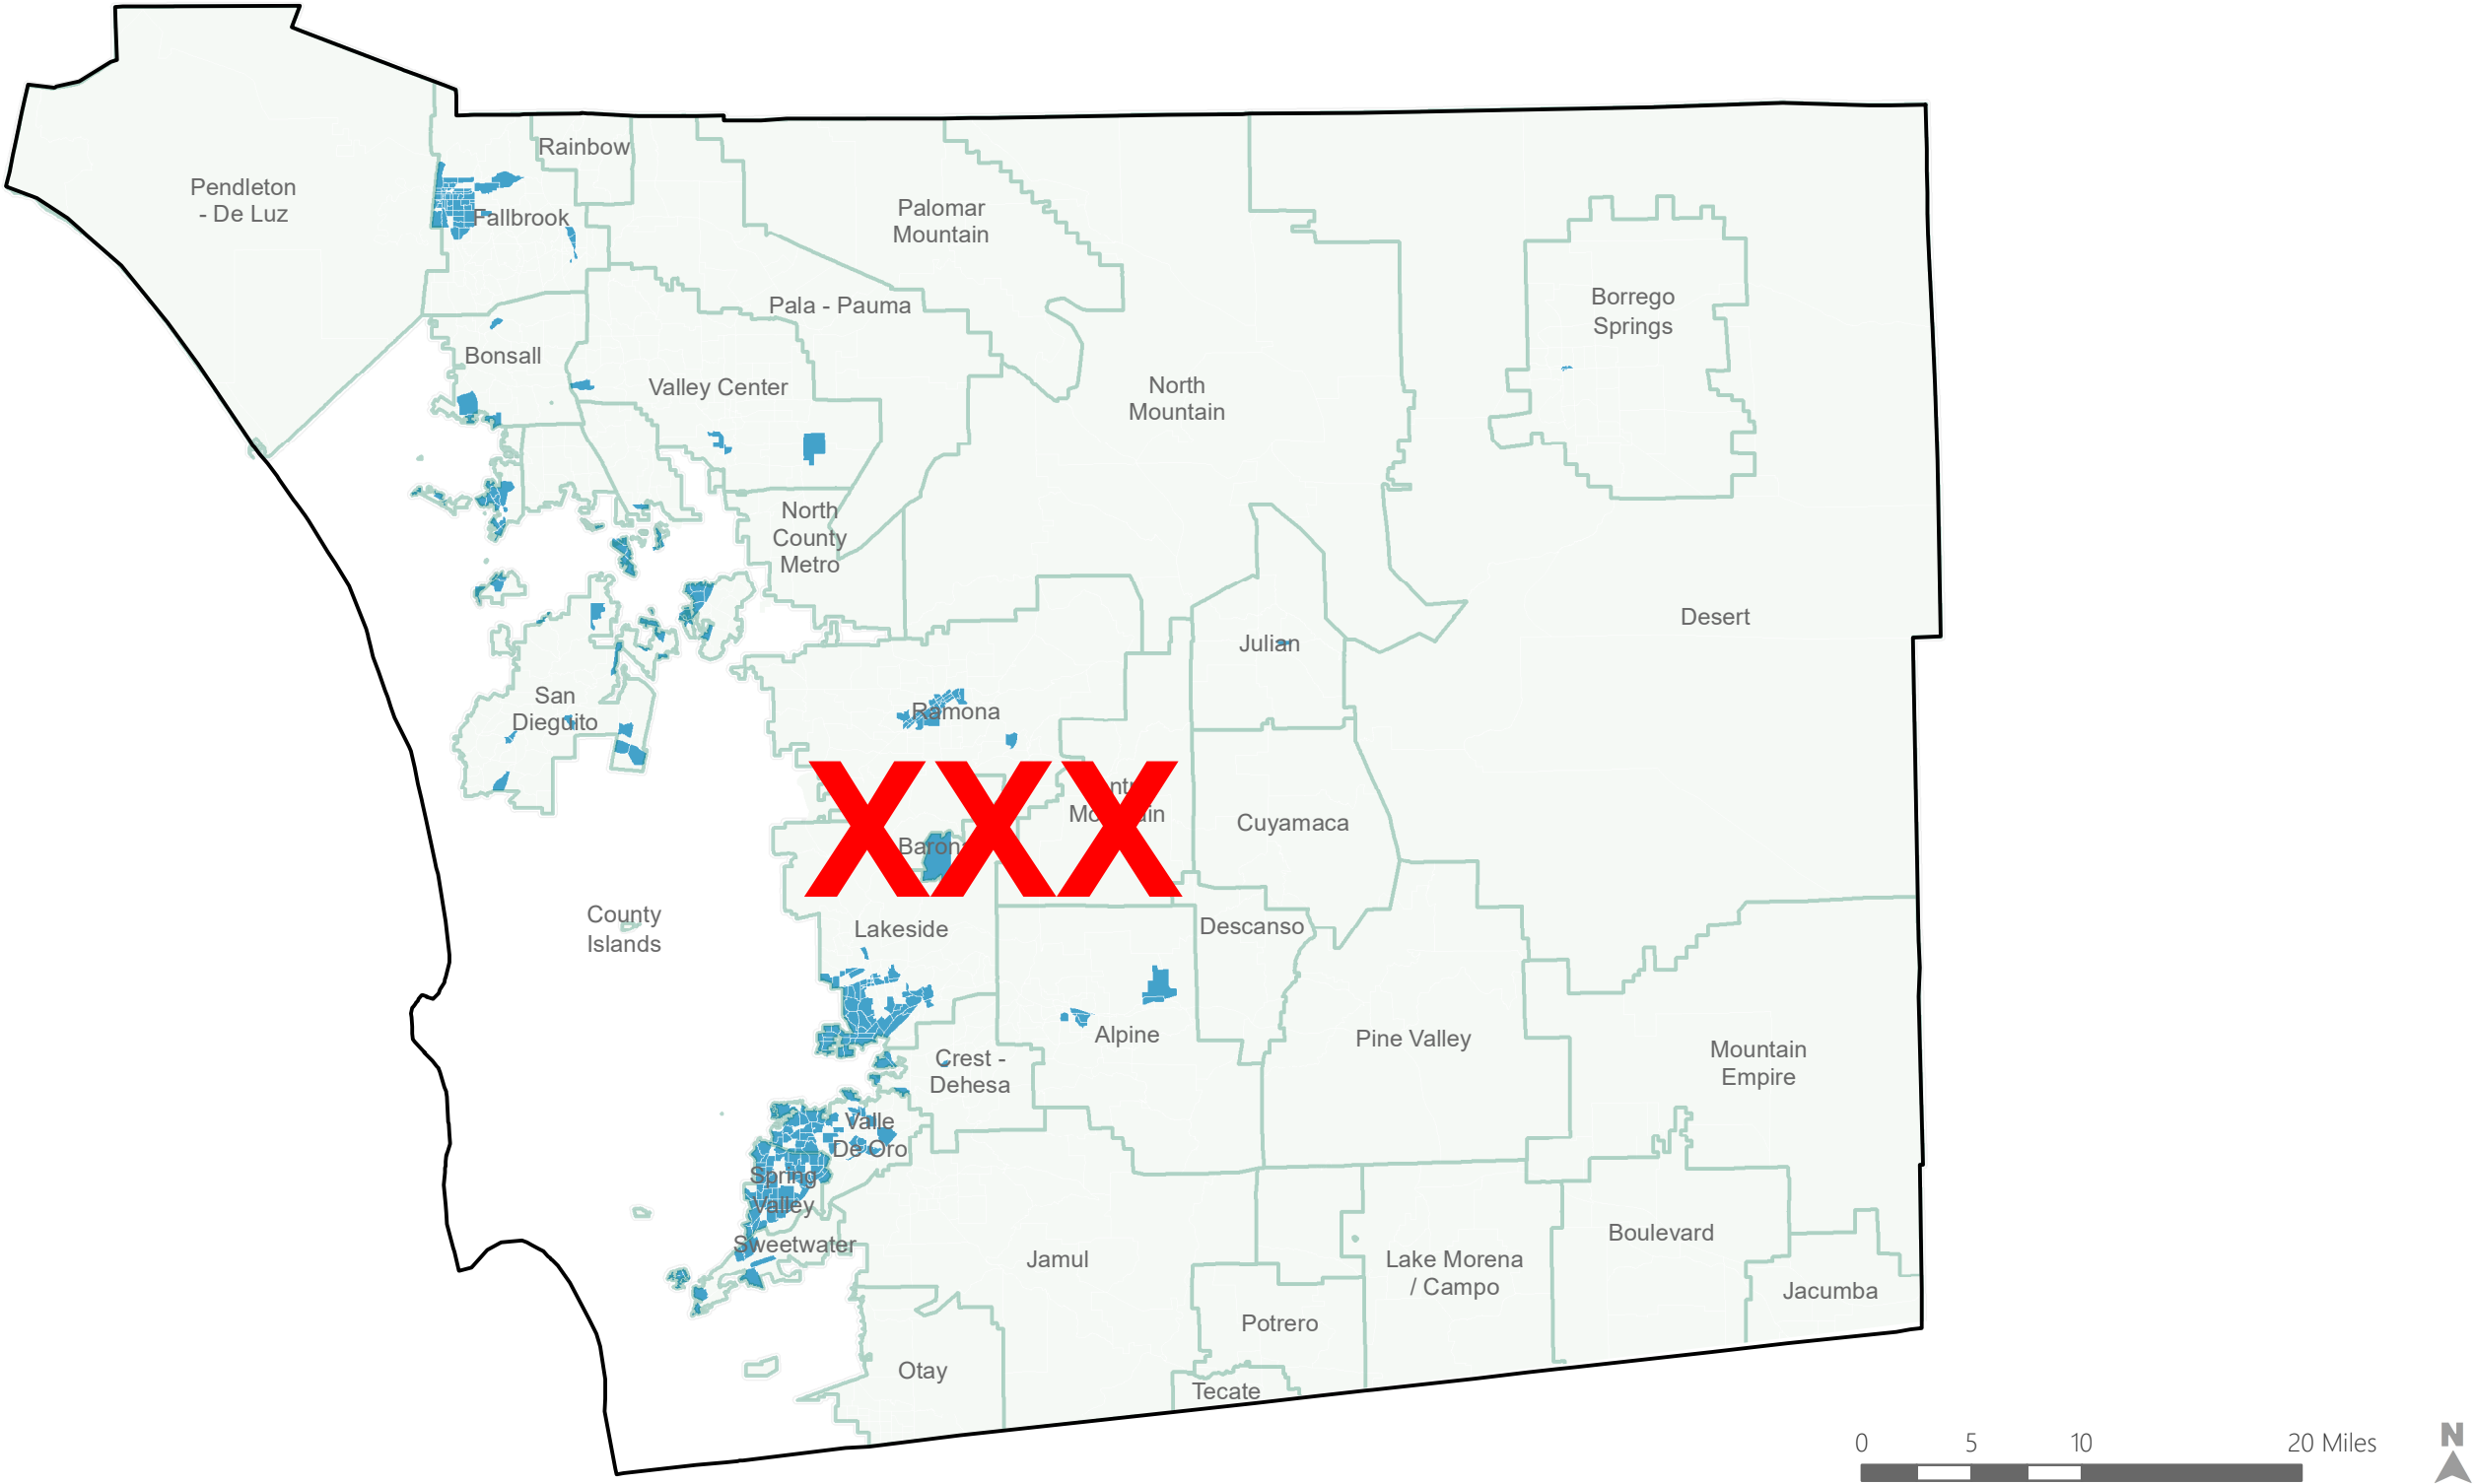 Rainbow
Pendleton
- De Luz
Fallbrook
Palomar
Mountain
Pala - Pauma
Borrego
Springs
Bonsall
Valley Center
North
Mountain
North
County
Metro
Desert
Julian
San
Dieguito
Ramona
XXX
Cuyamaca
County
Islands
Lakeside
Descanso
Alpine
Pine Valley
Crest -
Dehesa
Mountain
Empire
Valle
De Oro
Spring
Valley
Sweetwater
Jamul
Lake Morena
/ Campo
Boulevard
Jacumba
Potrero
Otay
Tecate
0 5 10 20 Miles
N